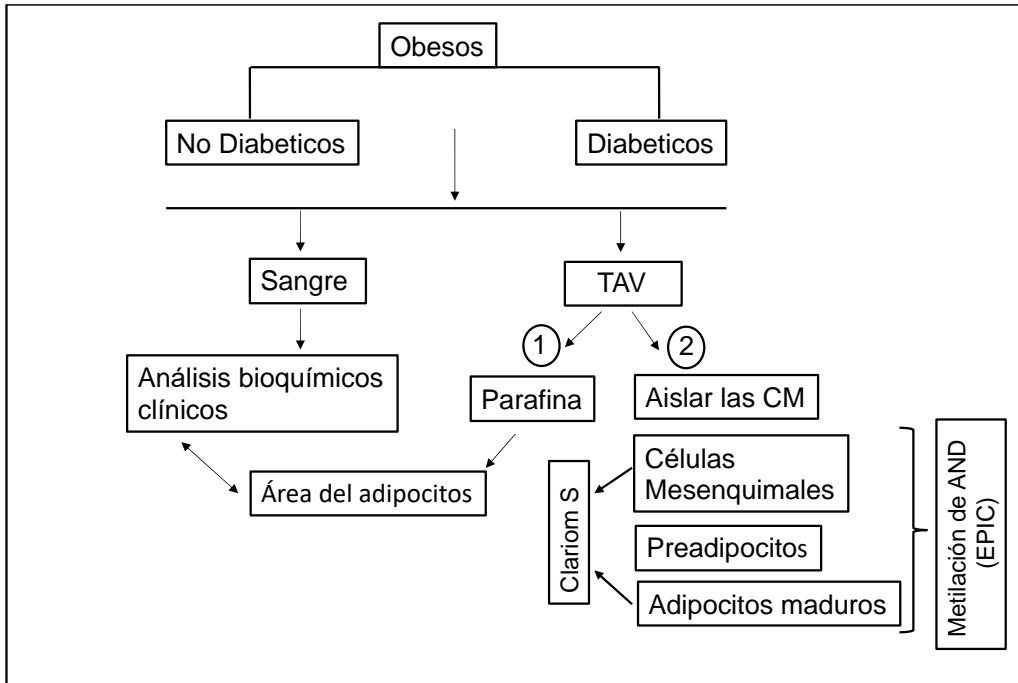 Obesos
No Diabeticos
Diabeticos
Sangre
TAV
1
2
Análisis bioquímicos
clínicos
Parafina
Aislar las CM
Área del adipocitos
Clariom S
Células
Mesenquimales
Preadipocitos
Adipocitos maduros
Metilación de AND
(EPIC)